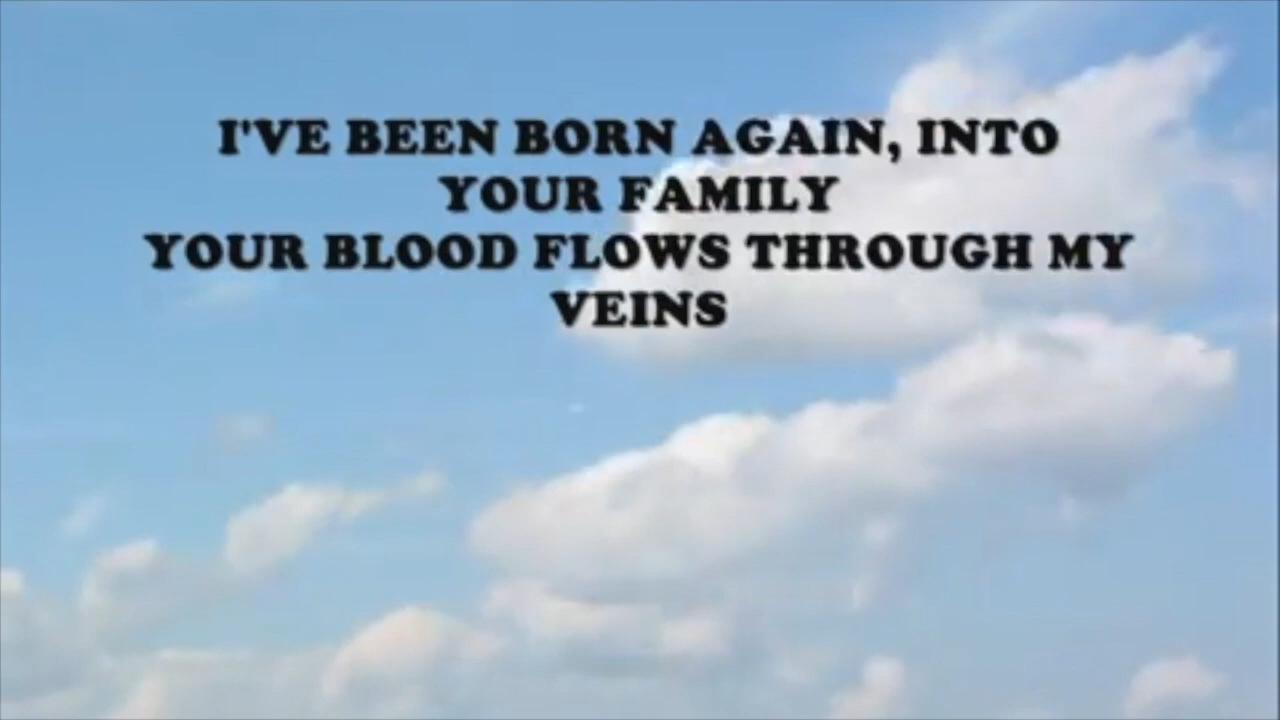 I'VE BEEN BORN AGAIN, INTO
YOUR FAMILY
YOUR BLOOD FLOWS THROUGH MY
VEINS